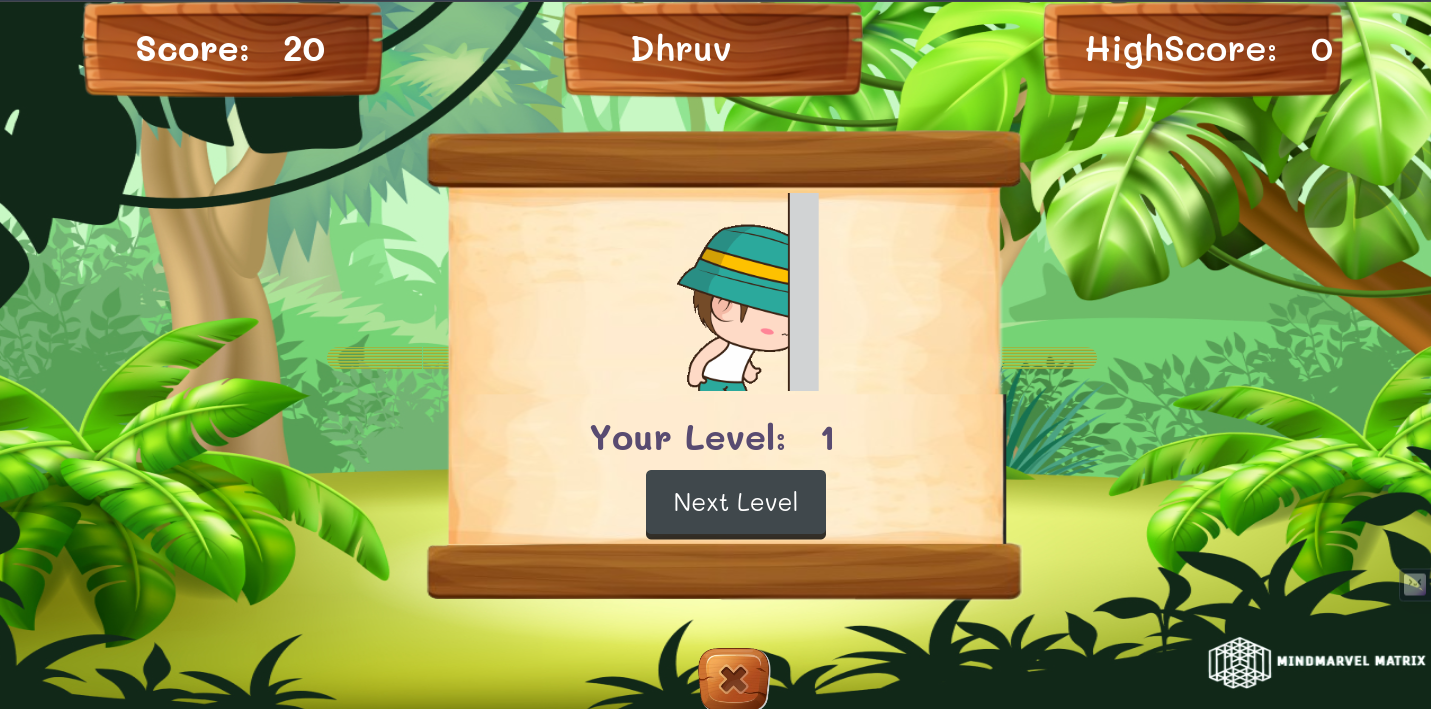 Score: 20
Dhruv
HighScore: 0
Your Level: 1
Next Level
MINDMARVEL MATRIX